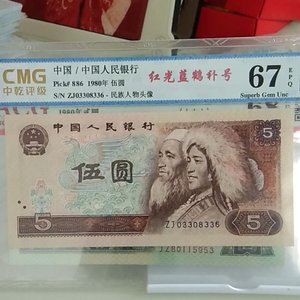 CMG
中乾评级
中国 / 中国人民银行
Pick# 886 1980年 伍圆
S/N ZJ03308336 - 民族人物头像
红光蓝鹤补号
67
EPQ
Superb Gem Unc
中国人民银行
5
伍圆
5
ZJ03308336
JZ80115953